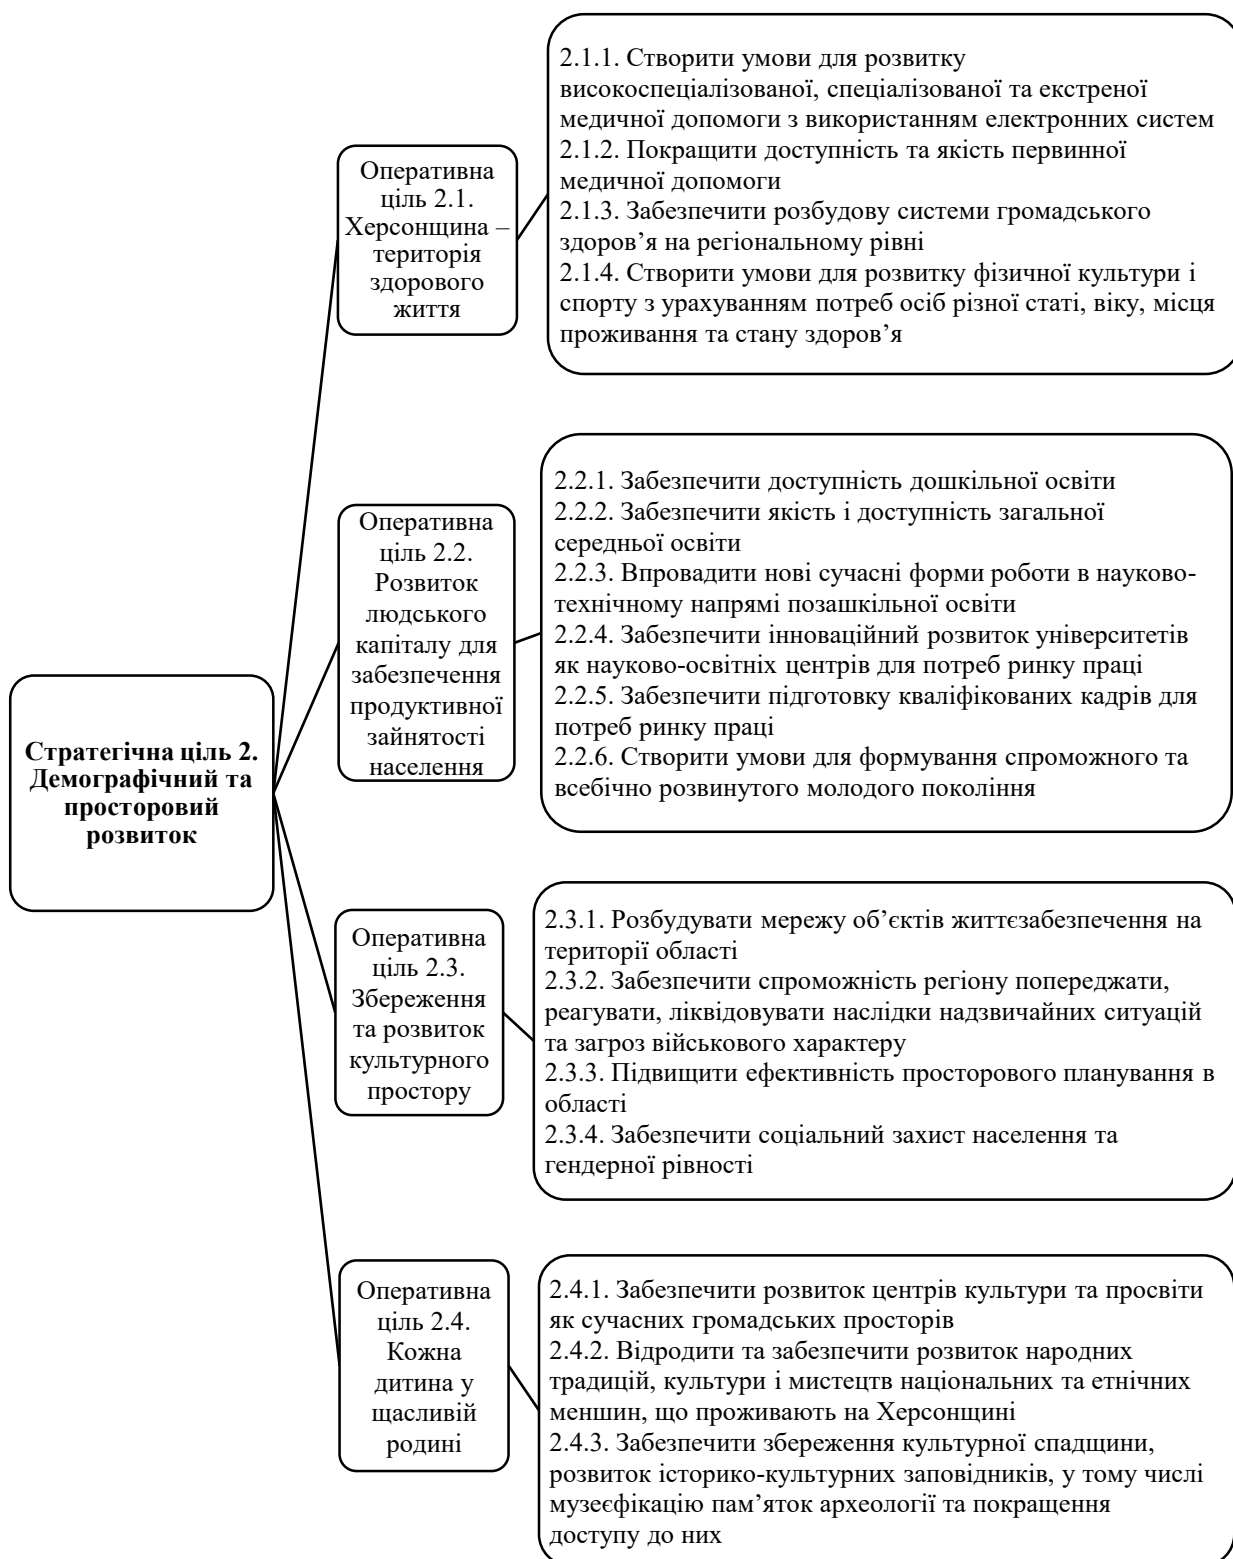 Стратегічна ціль 2.
Демографічний та
просторовий
розвиток
Оперативна
ціль 2.1.
Херсонщина –
територія
здорового
життя
2.1.1. Створити умови для розвитку
високоспеціалізованої, спеціалізованої та екстреної
медичної допомоги з використанням електронних систем
2.1.2. Покращити доступність та якість первинної
медичної допомоги
2.1.3. Забезпечити розбудову системи громадського
здоров’я на регіональному рівні
2.1.4. Створити умови для розвитку фізичної культури і
спорту з урахуванням потреб осіб різної статі, віку, місця
проживання та стану здоров’я
Оперативна
ціль 2.2.
Розвиток
людського
капіталу для
забезпечення
продуктивної
зайнятості
населення
2.2.1. Забезпечити доступність дошкільної освіти
2.2.2. Забезпечити якість і доступність загальної
середньої освіти
2.2.3. Впровадити нові сучасні форми роботи в науково-
технічному напрямі позашкільної освіти
2.2.4. Забезпечити інноваційний розвиток університетів
як науково-освітніх центрів для потреб ринку праці
2.2.5. Забезпечити підготовку кваліфікованих кадрів для
потреб ринку праці
2.2.6. Створити умови для формування спроможного та
всебічно розвинутого молодого покоління
Оперативна
ціль 2.3.
Збереження
та розвиток
культурного
простору
2.3.1. Розбудувати мережу об’єктів життєзабезпечення на
території області
2.3.2. Забезпечити спроможність регіону попереджати,
реагувати, ліквідовувати наслідки надзвичайних ситуацій
та загроз військового характеру
2.3.3. Підвищити ефективність просторового планування в
області
2.3.4. Забезпечити соціальний захист населення та
гендерної рівності
Оперативна
ціль 2.4.
Кожна
дитина у
щасливій
родині
2.4.1. Забезпечити розвиток центрів культури та просвіти
як сучасних громадських просторів
2.4.2. Відродити та забезпечити розвиток народних
традицій, культури і мистецтв національних та етнічних
меншин, що проживають на Херсонщині
2.4.3. Забезпечити збереження культурної спадщини,
розвиток історико-культурних заповідників, у тому числі
музеєфікацію пам’яток археології та покращення
доступу до них